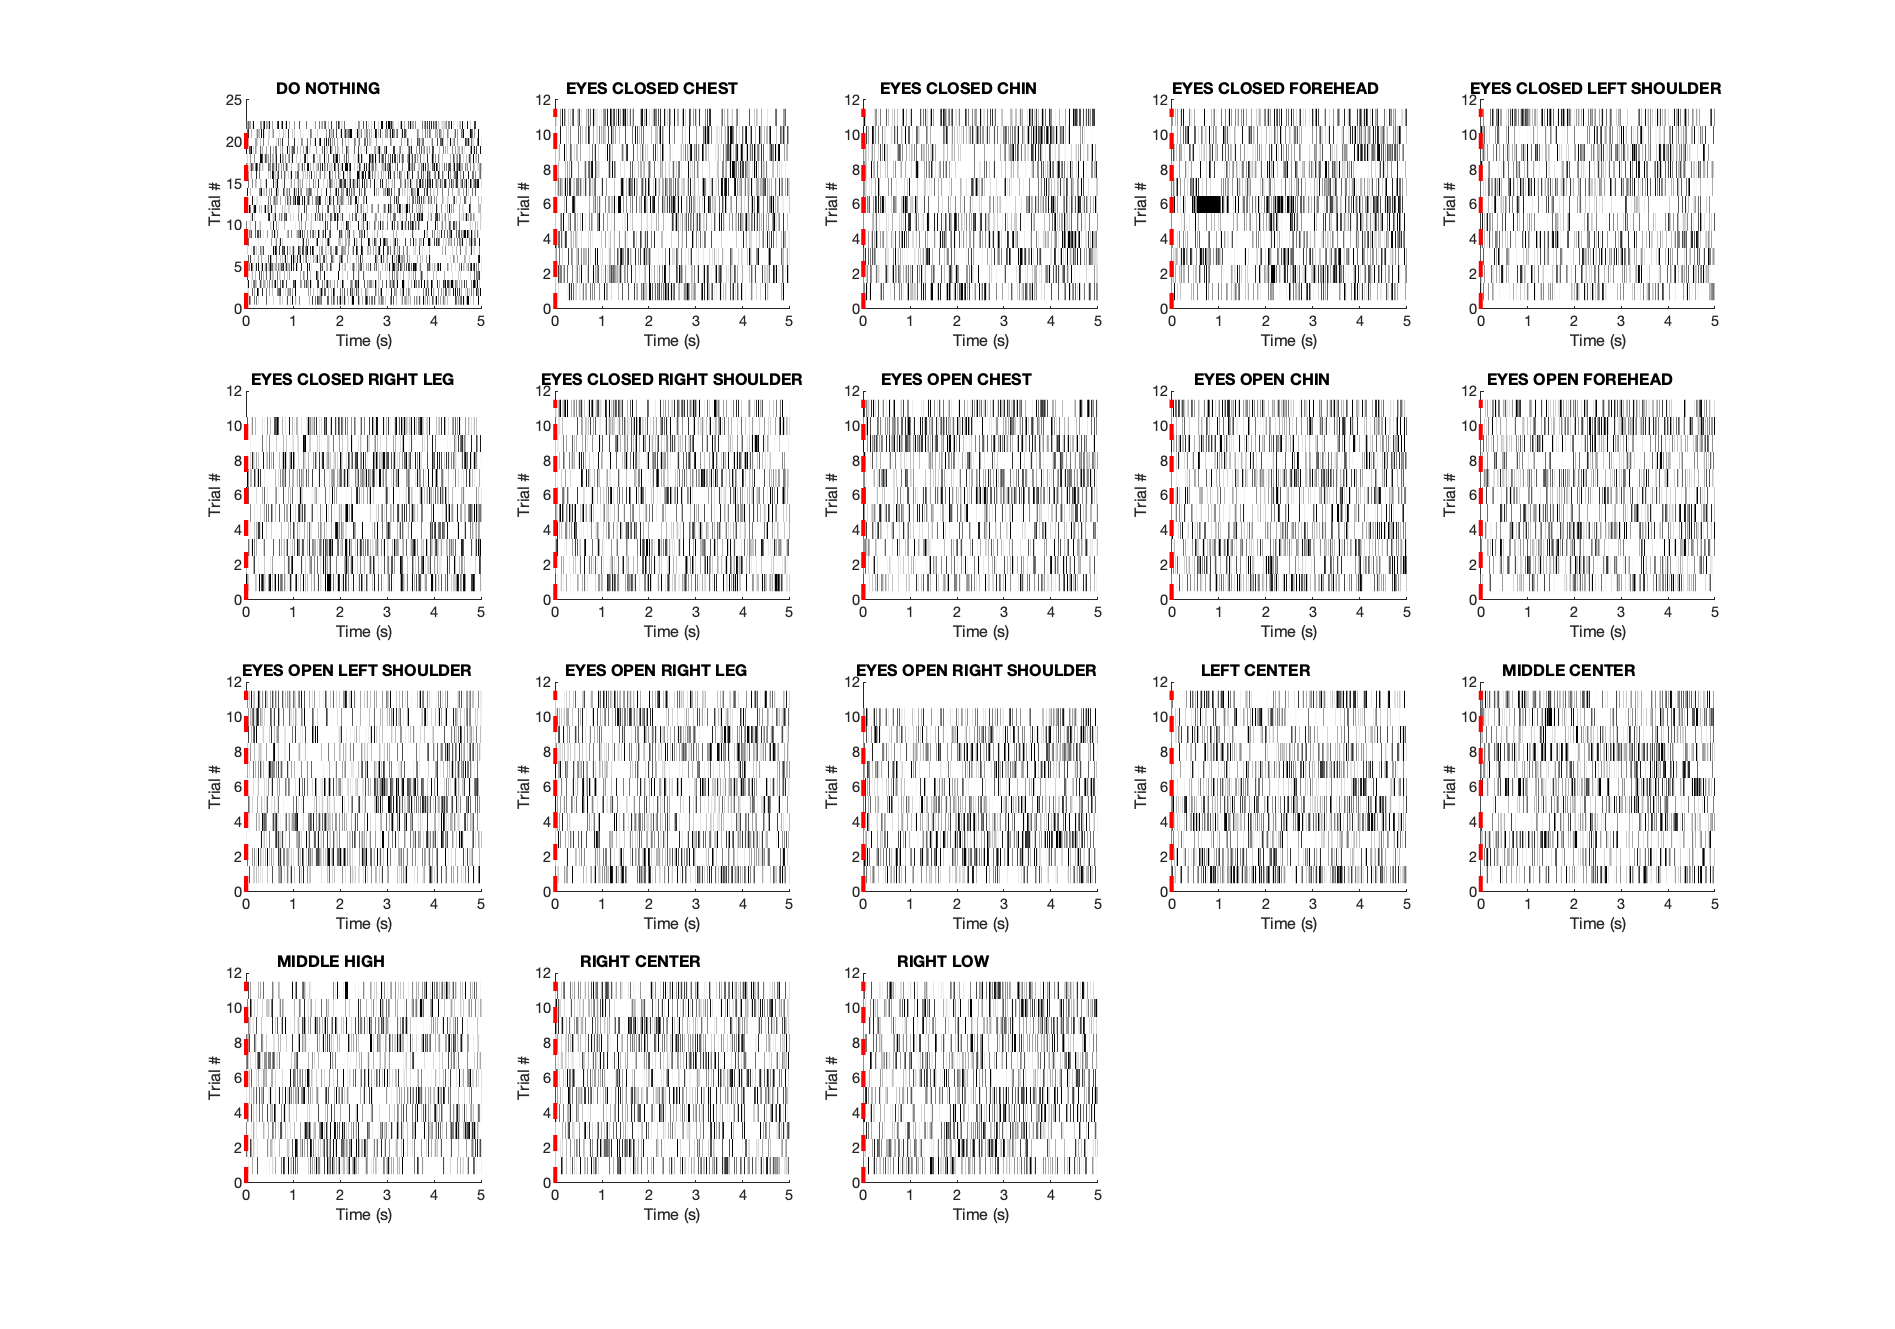 DO NOTHING
25
20
15
10
5
0
Trial #
0 1 2 3 4 5
Time (s)
EYES CLOSED CHEST
12
10
8
6
4
2
0
Trial #
0 1 2 3 4 5
Time (s)
EYES CLOSED CHIN
12
10
8
6
4
2
0
Trial #
0 1 2 3 4 5
Time (s)
EYES CLOSED FOREHEAD
12
10
8
6
4
2
0
Trial #
0 1 2 3 4 5
Time (s)
EYES CLOSED LEFT SHOULDER
12
10
8
6
4
2
0
Trial #
0 1 2 3 4 5
Time (s)
EYES CLOSED RIGHT LEG
12
10
8
6
4
2
0
Trial #
0 1 2 3 4 5
Time (s)
EYES CLOSED RIGHT SHOULDER
12
10
8
6
4
2
0
Trial #
0 1 2 3 4 5
Time (s)
EYES OPEN CHEST
12
10
8
6
4
2
0
Trial #
0 1 2 3 4 5
Time (s)
EYES OPEN CHIN
12
10
8
6
4
2
0
Trial #
0 1 2 3 4 5
Time (s)
EYES OPEN FOREHEAD
12
10
8
6
4
2
0
Trial #
0 1 2 3 4 5
Time (s)
EYES OPEN LEFT SHOULDER
12
10
8
6
4
2
0
Trial #
0 1 2 3 4 5
Time (s)
EYES OPEN RIGHT LEG
12
10
8
6
4
2
0
Trial #
0 1 2 3 4 5
Time (s)
EYES OPEN RIGHT SHOULDER
12
10
8
6
4
2
0
Trial #
0 1 2 3 4 5
Time (s)
LEFT CENTER
12
10
8
6
4
2
0
Trial #
0 1 2 3 4 5
Time (s)
MIDDLE CENTER
12
10
8
6
4
2
0
Trial #
0 1 2 3 4 5
Time (s)
MIDDLE HIGH
12
10
8
6
4
2
0
Trial #
0 1 2 3 4 5
Time (s)
RIGHT CENTER
12
10
8
6
4
2
0
Trial #
0 1 2 3 4 5
Time (s)
RIGHT LOW
12
10
8
6
4
2
0
Trial #
0 1 2 3 4 5
Time (s)